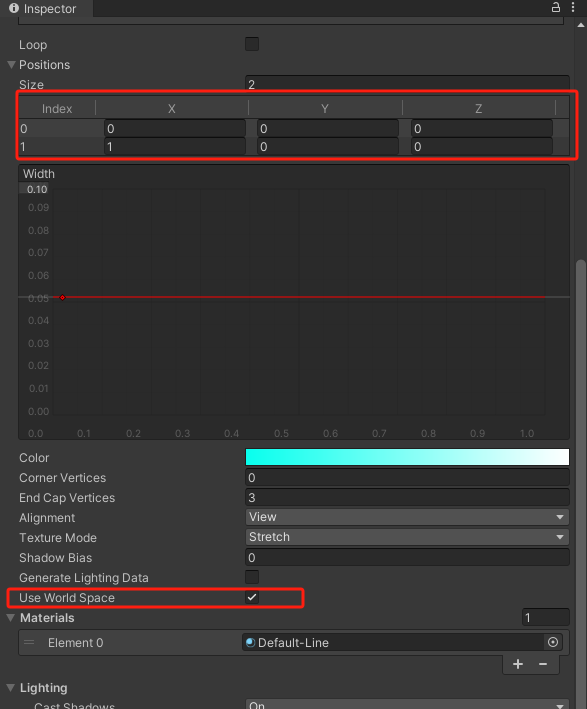 Inspector
Loop
Positions
Size 2
Index X Y Z
0 0 0 0
1 1 0 0
Width
0.10
0.09
0.08
0.07
0.06
0.05
0.04
0.03
0.02
0.01
0.00
0.0 0.1 0.2 0.3 0.4 0.5 0.6 0.7 0.8 0.9 1.0
Color
Corner Vertices 0
End Cap Vertices 3
Alignment View
Texture Mode Stretch
Shadow Bias 0
Generate Lighting Data
Use World Space
Materials 1
Element 0 Default-Line
+ −
Lighting
Cast Shadows On